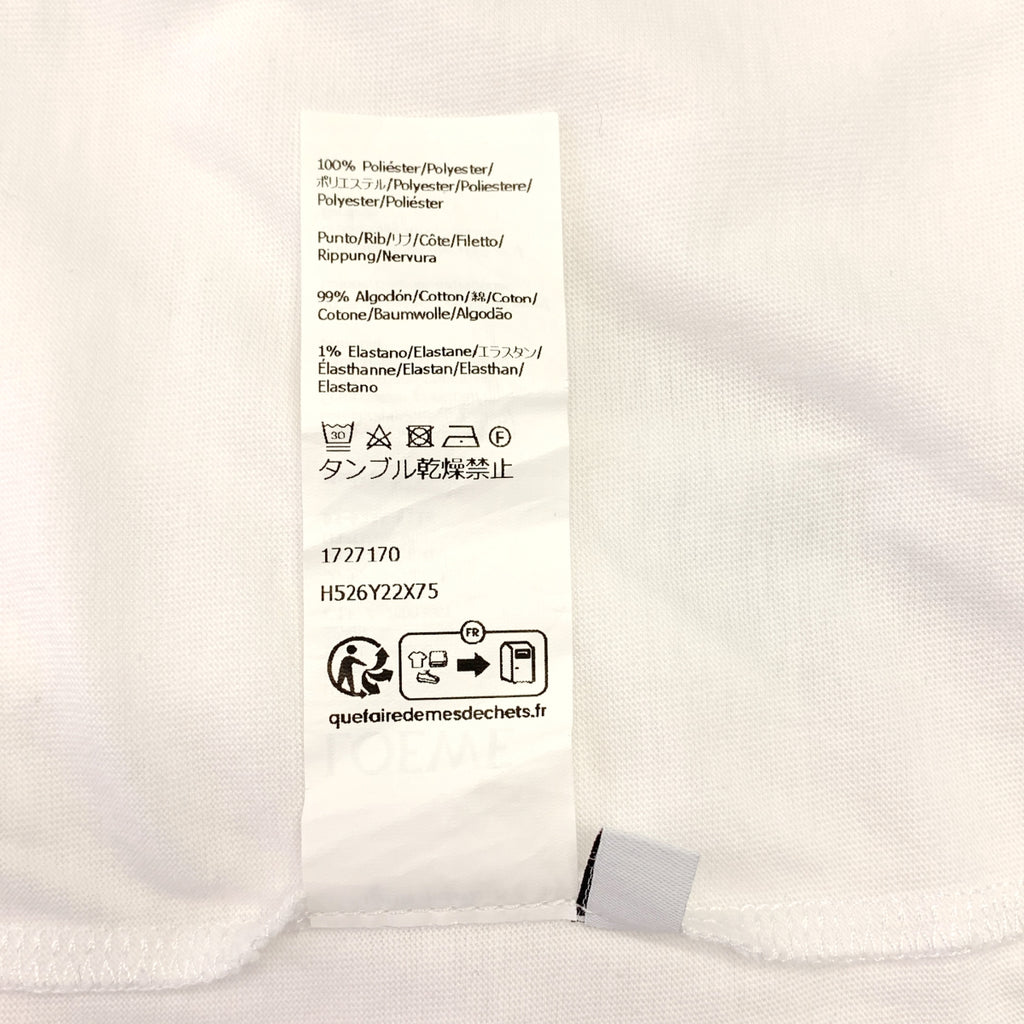 100% Poliéster/Polyester/
ポリエステル/Polyester/Poliestere/
Polyester/Poliéster
Punto/Rib/リブ/Côte/Filetto/
Rippung/Nervura
99% Algodón/Cotton/綿/Coton/
Cotone/Baumwolle/Algodão
1% Elastano/Elastane/エラスタン/
Élasthanne/Elastan/Elasthan/
Elastano
30
F
タンブル乾燥禁止
1727170
H526Y22X75
FR
quefairedemesdechets.fr
LOEWE